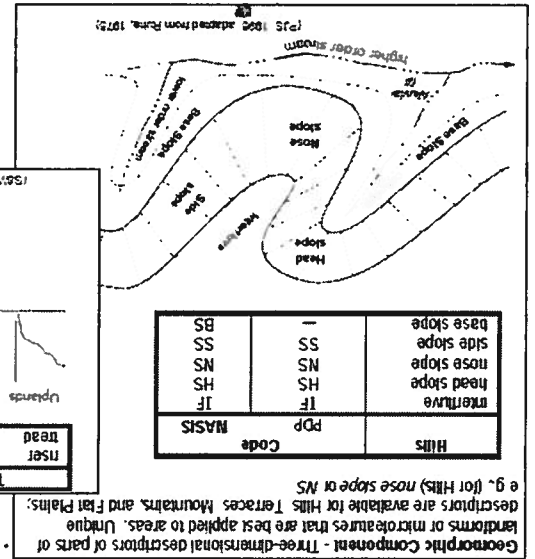 Geomorphic Component - Three-dimensional descriptors of parts of
landforms or microfeatures that are best applied to areas. Unique
descriptors are available for Hills Terraces Mountains, and Flat Plains;
e g., (for Hills) nose slope or NS
Hills Code
PDP NASIS
interfluve IF IF
head slope HS HS
nose slope NS NS
side slope SS SS
base slope — BS
riser
tread
Uplands
Head
slope
Interfluve
Side
slope
Nose
slope
Base Slope
Base Slope
lower order stream
Alluvial
fill
higher order stream
(PJS 1996 adapted from Ruhe, 1975)